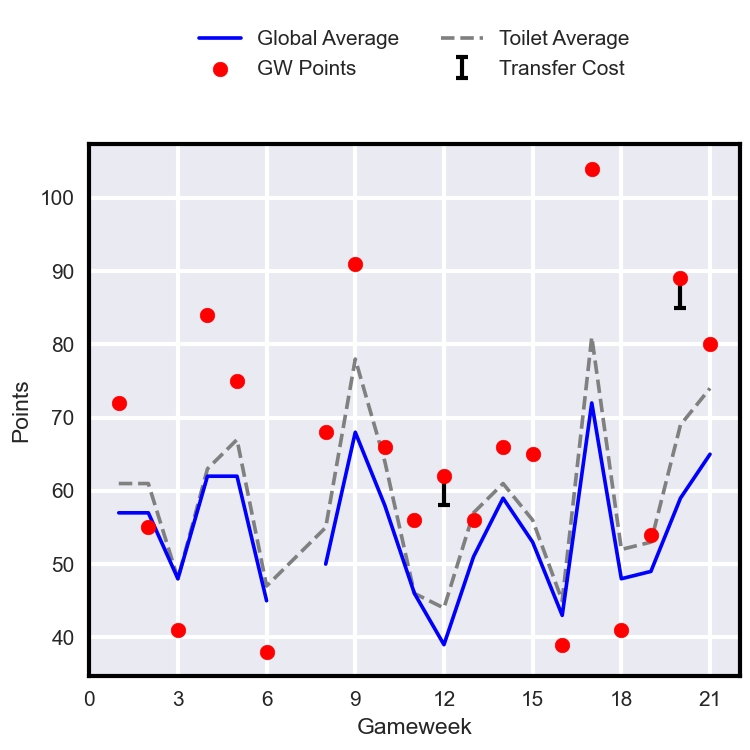 Global Average
Toilet Average
GW Points
Transfer Cost
100
90
80
70
60
50
40
Points
0 3 6 9 12 15 18 21
Gameweek